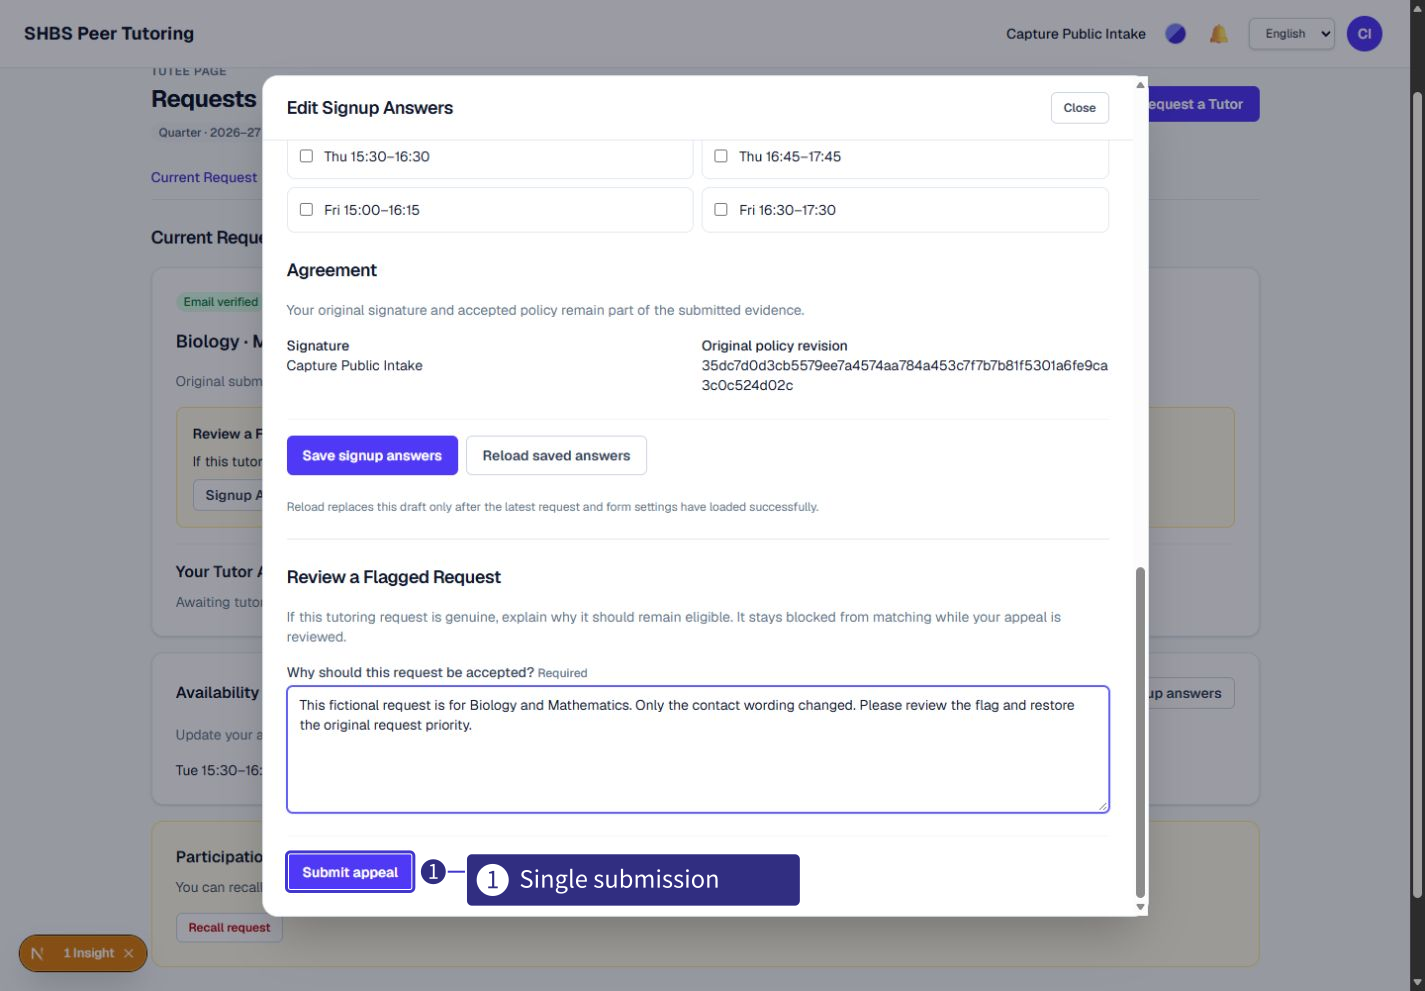 SHBS Peer Tutoring
Capture Public Intake
English
CI
TUTEE PAGE
Requests
Quarter · 2026–27
equest a Tutor
Current Request
Current Reque
Email verified
Biology · M
Original subm
Review a F
If this tutor
Signup A
Your Tutor A
Awaiting tuto
Availability
Update your a
Tue 15:30–16:
up answers
Participatio
You can recall
Recall request
1 Insight
Edit Signup Answers
Close
Thu 15:30–16:30
Thu 16:45–17:45
Fri 15:00–16:15
Fri 16:30–17:30
Agreement
Your original signature and accepted policy remain part of the submitted evidence.
Signature
Capture Public Intake
Original policy revision
35dc7d0d3cb5579ee7a4574aa784a453c7f7b7b81f5301a6fe9ca
3c0c524d02c
Save signup answers
Reload saved answers
Reload replaces this draft only after the latest request and form settings have loaded successfully.
Review a Flagged Request
If this tutoring request is genuine, explain why it should remain eligible. It stays blocked from matching while your appeal is
reviewed.
Why should this request be accepted? Required
This fictional request is for Biology and Mathematics. Only the contact wording changed. Please review the flag and restore
the original request priority.
Submit appeal
1
1 Single submission